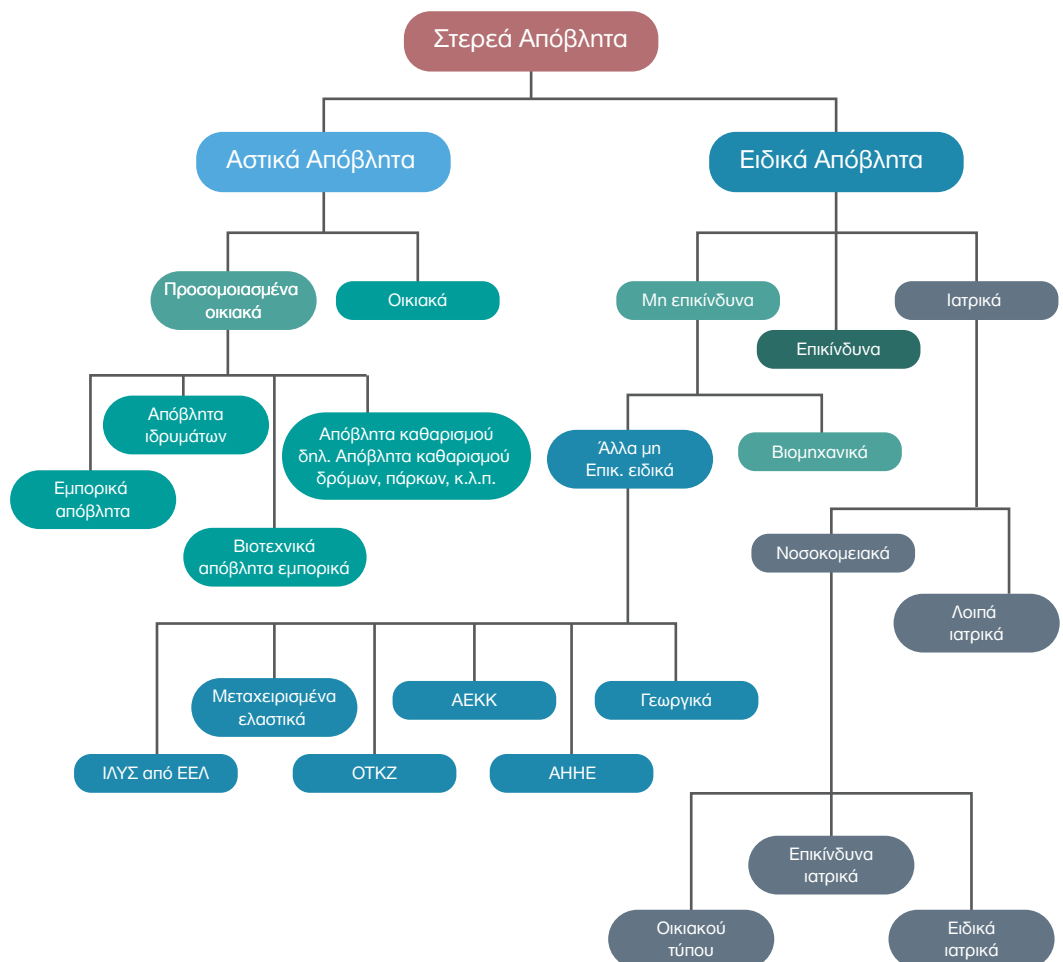 Στερεά Απόβλητα
Αστικά Απόβλητα
Ειδικά Απόβλητα
Προσομοιασμένα
οικιακά
Οικιακά
Μη επικίνδυνα
Ιατρικά
Επικίνδυνα
Απόβλητα
ιδρυμάτων
Απόβλητα καθαρισμού
δηλ. Απόβλητα καθαρισμού
δρόμων, πάρκων, κ.λ.π.
Άλλα μη
Επικ. ειδικά
Βιομηχανικά
Εμπορικά
απόβλητα
Βιοτεχνικά
απόβλητα εμπορικά
Νοσοκομειακά
Λοιπά
ιατρικά
Μεταχειρισμένα
ελαστικά
ΑΕΚΚ
Γεωργικά
ΙΛΥΣ από ΕΕΛ
ΟΤΚΖ
ΑΗΗΕ
Επικίνδυνα
ιατρικά
Οικιακού
τύπου
Ειδικά
ιατρικά